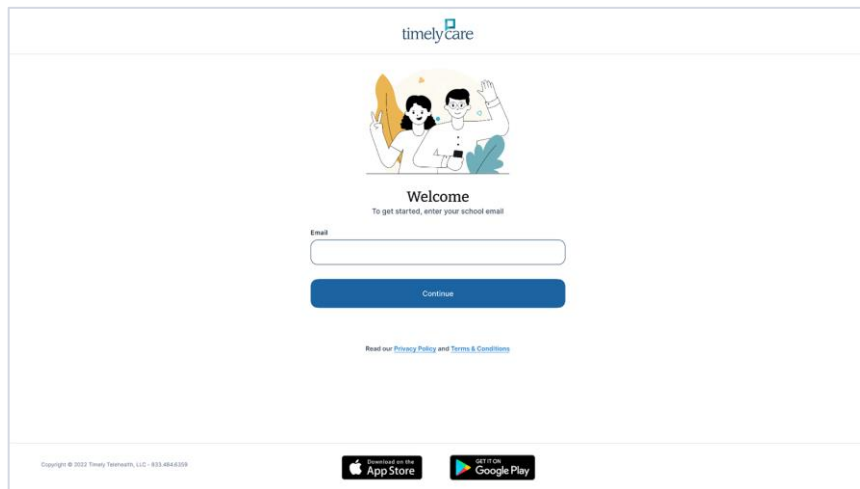 timelycare
Welcome
To get started, enter your school email
Email
Continue
Read our Privacy Policy and Terms & Conditions
Copyright © 2022 Timely Telehealth, LLC - 833.484.6359
Download on the
App Store
GET IT ON
Google Play